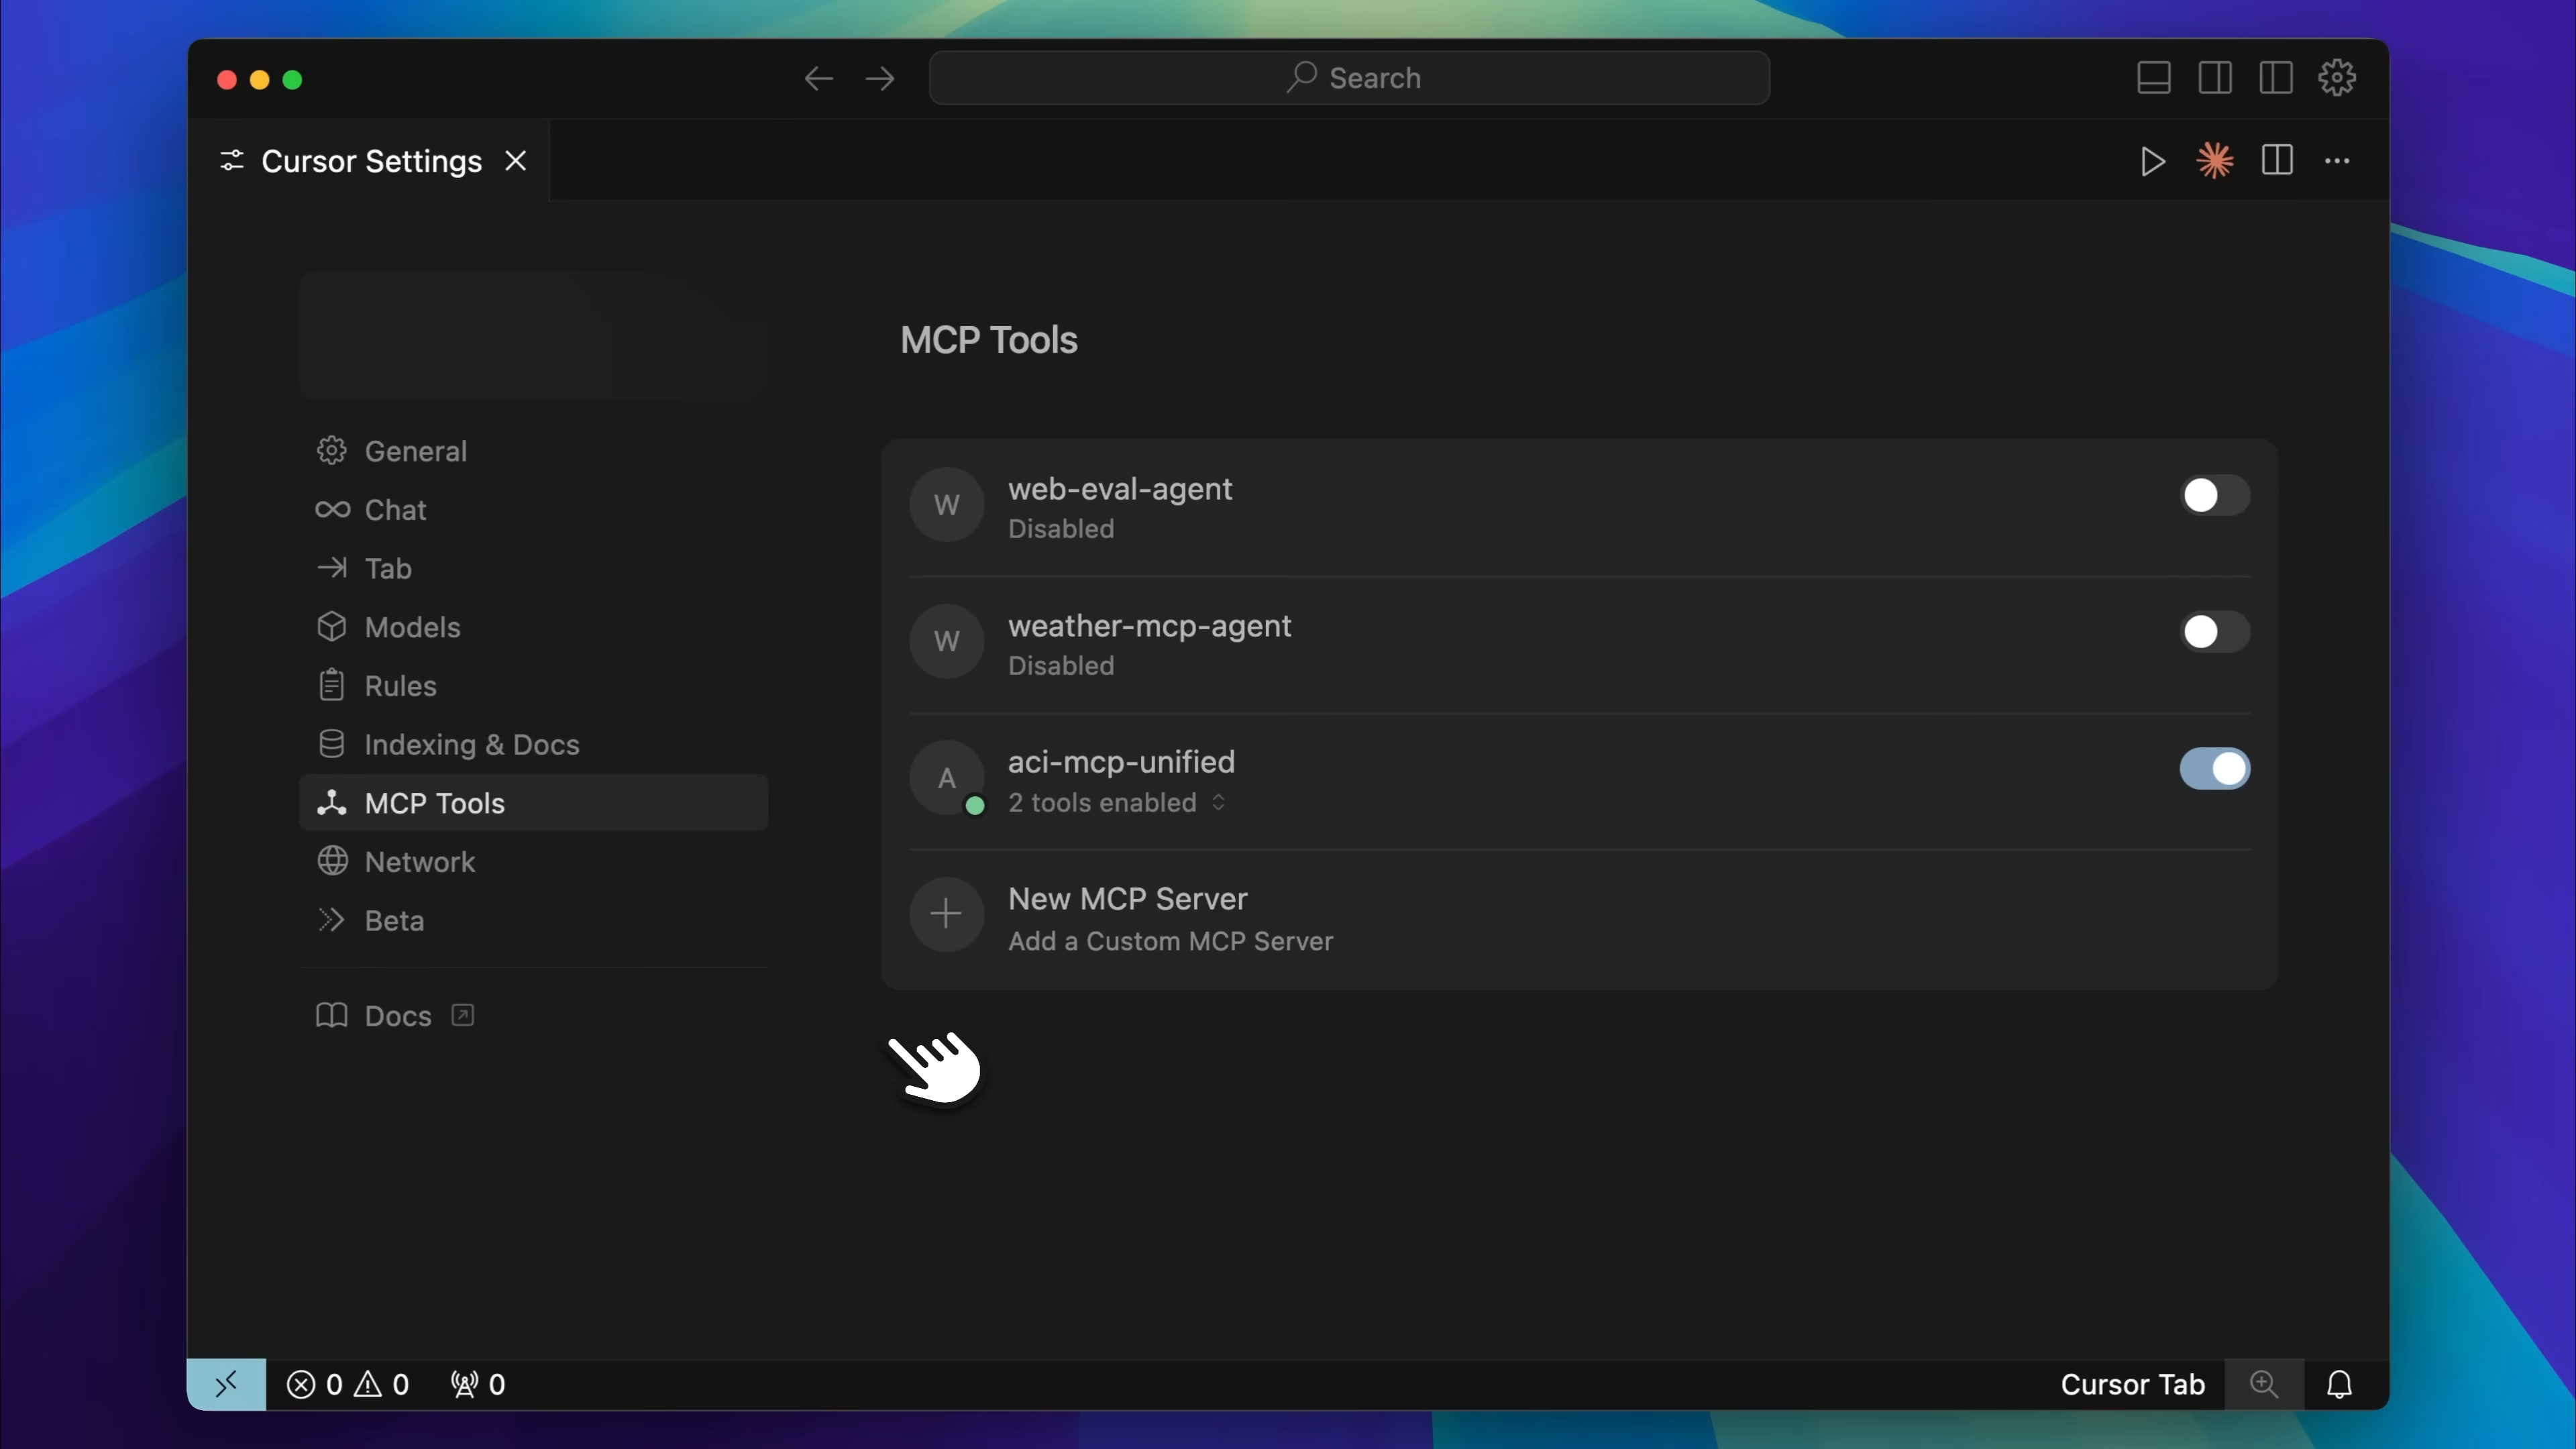 Search
Cursor Settings
General
Chat
Tab
Models
Rules
Indexing & Docs
MCP Tools
Network
Beta
Docs
MCP Tools
W
web-eval-agent
Disabled
W
weather-mcp-agent
Disabled
A
aci-mcp-unified
2 tools enabled
New MCP Server
Add a Custom MCP Server
0 0 0
Cursor Tab